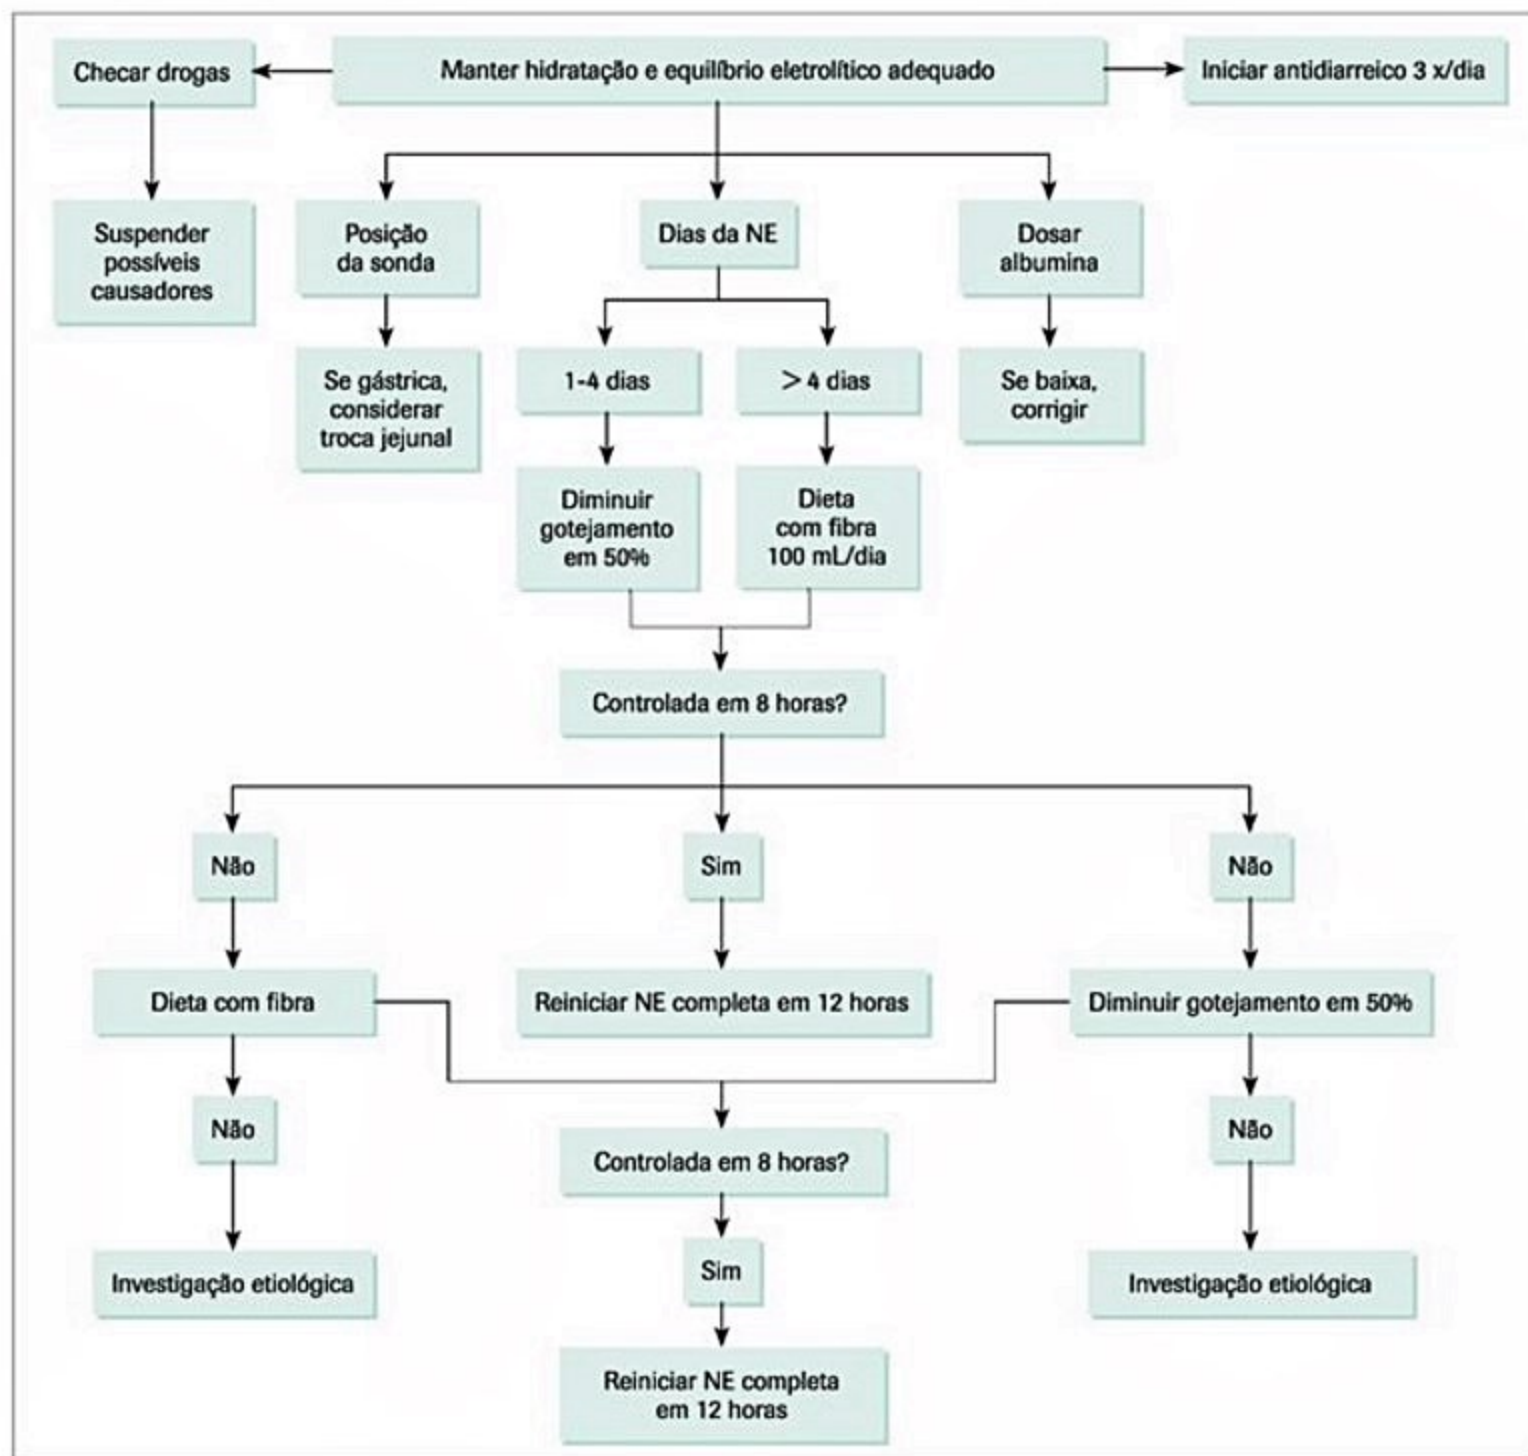 Checar drogas
Manter hidratação e equilíbrio eletrolítico adequado
Iniciar antidiarreico 3 x/dia
Suspender
possíveis
causadores
Posição
da sonda
Dias da NE
Dosar
albumina
Se gástrica,
considerar
troca jejunal
1-4 dias
> 4 dias
Se baixa,
corrigir
Diminuir
gotejamento
em 50%
Dieta
com fibra
100 mL/dia
Controlada em 8 horas?
Não
Sim
Não
Dieta com fibra
Reiniciar NE completa em 12 horas
Diminuir gotejamento em 50%
Não
Controlada em 8 horas?
Não
Sim
Investigação etiológica
Investigação etiológica
Reiniciar NE completa
em 12 horas